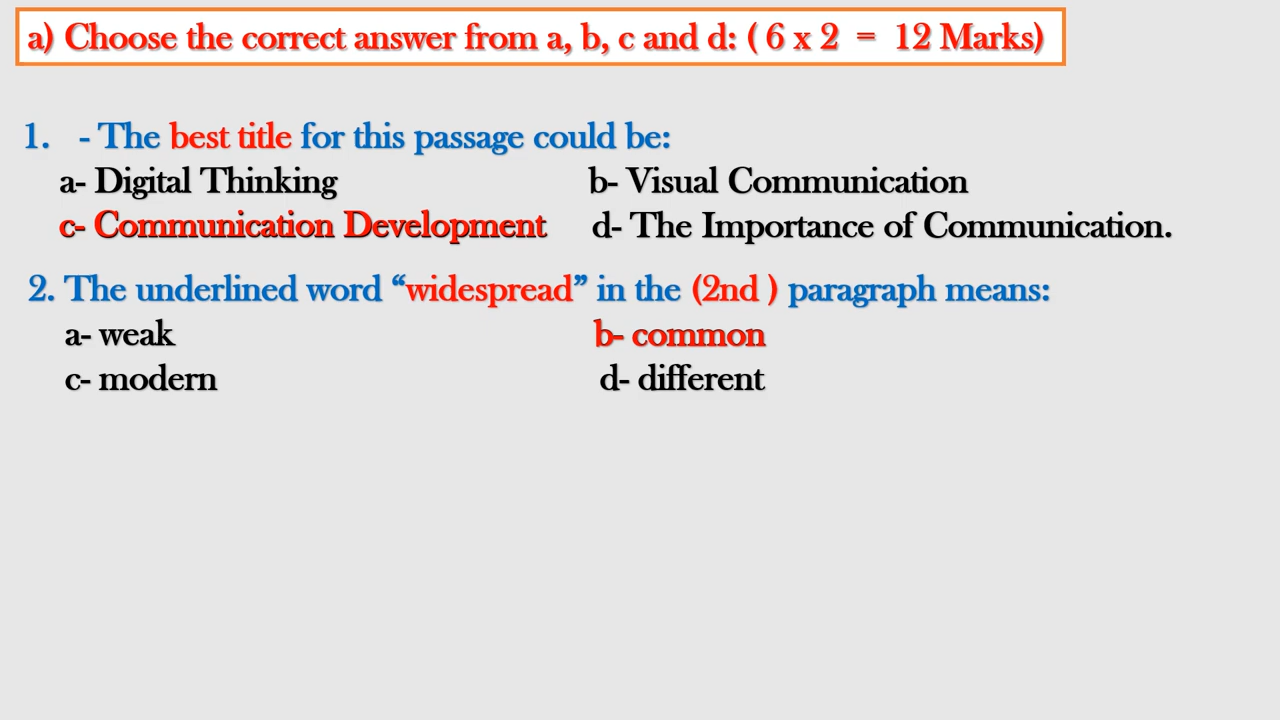 a) Choose the correct answer from a, b, c and d: ( 6 x 2 = 12 Marks)
1. - The best title for this passage could be:
a- Digital Thinking b- Visual Communication
c- Communication Development d- The Importance of Communication.
2. The underlined word “widespread” in the (2nd ) paragraph means:
a- weak b- common
c- modern d- different